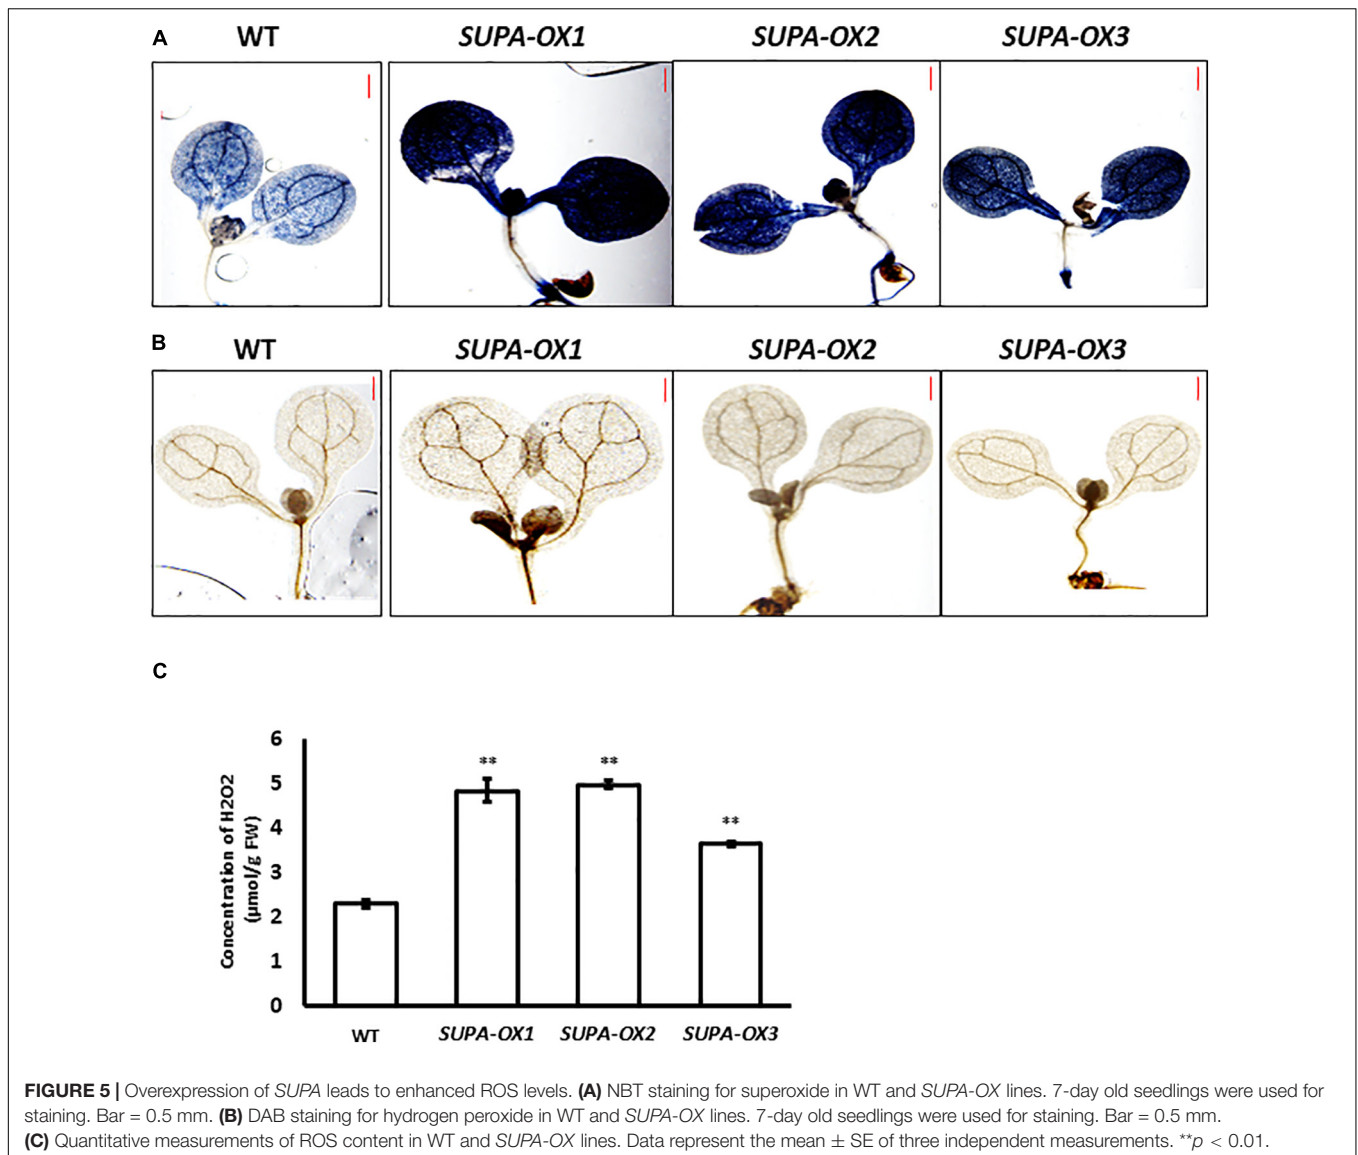 A
WT SUPA-OX1 SUPA-OX2 SUPA-OX3
B
WT SUPA-OX1 SUPA-OX2 SUPA-OX3
C
Concentration of H2O2
(µmol/g FW)
6
5
4
3
2
1
0
** ** **
WT SUPA-OX1 SUPA-OX2 SUPA-OX3
FIGURE 5 | Overexpression of SUPA leads to enhanced ROS levels. (A) NBT staining for superoxide in WT and SUPA-OX lines. 7-day old seedlings were used for
staining. Bar = 0.5 mm. (B) DAB staining for hydrogen peroxide in WT and SUPA-OX lines. 7-day old seedlings were used for staining. Bar = 0.5 mm.
(C) Quantitative measurements of ROS content in WT and SUPA-OX lines. Data represent the mean ± SE of three independent measurements. **p < 0.01.